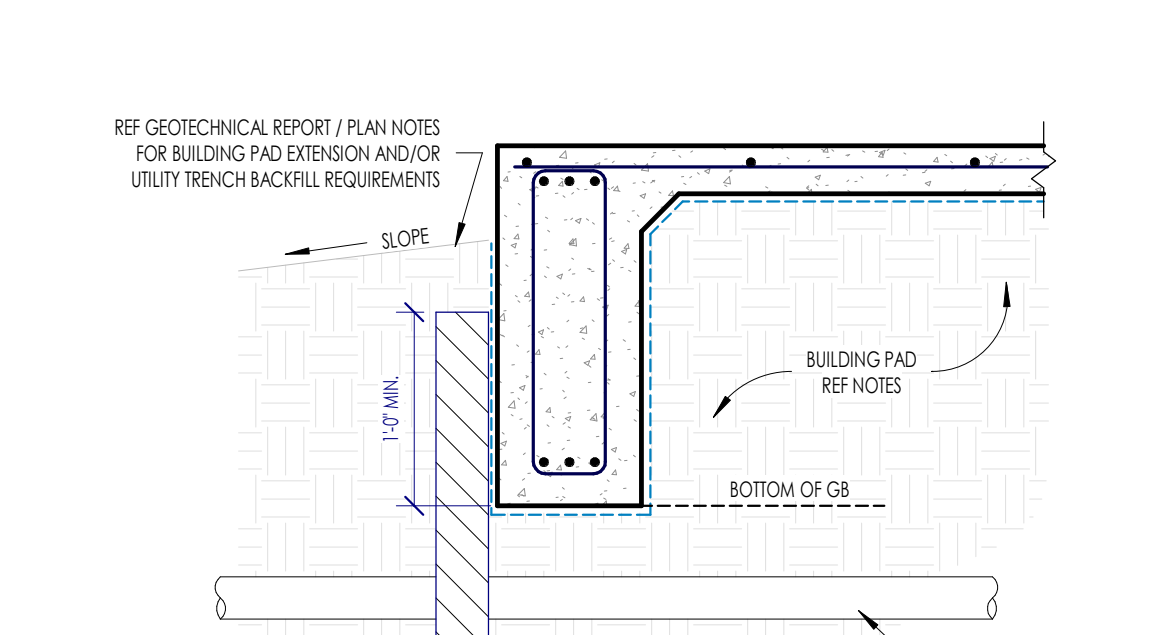 REF GEOTECHNICAL REPORT / PLAN NOTES
FOR BUILDING PAD EXTENSION AND/OR
UTILITY TRENCH BACKFILL REQUIREMENTS
SLOPE
1'-0" MIN.
BUILDING PAD
REF NOTES
BOTTOM OF GB